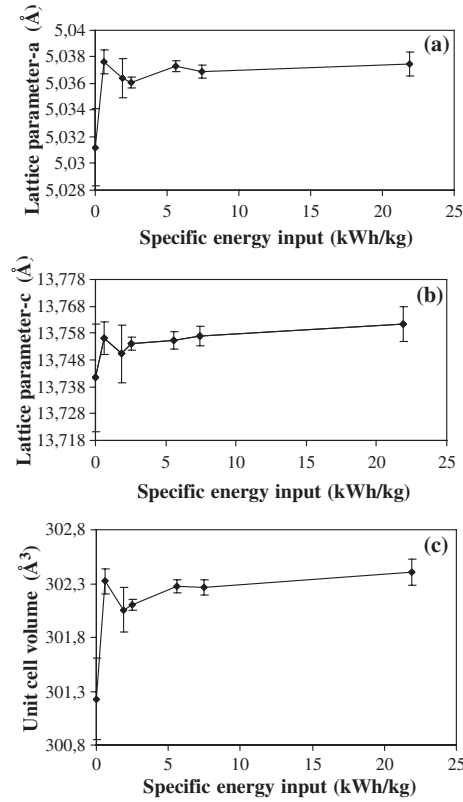 5,04
5,038
5,036
5,034
5,032
5,03
5,028
Lattice parameter-a (Å)
(a)
0 5 10 15 20 25
Specific energy input (kWh/kg)
13,778
13,768
13,758
13,748
13,738
13,728
13,718
Lattice parameter-c (Å)
(b)
0 5 10 15 20 25
Specific energy input (kWh/kg)
302,8
302,3
301,8
301,3
300,8
Unit cell volume (Å3)
(c)
0 5 10 15 20 25
Specific energy input (kWh/kg)